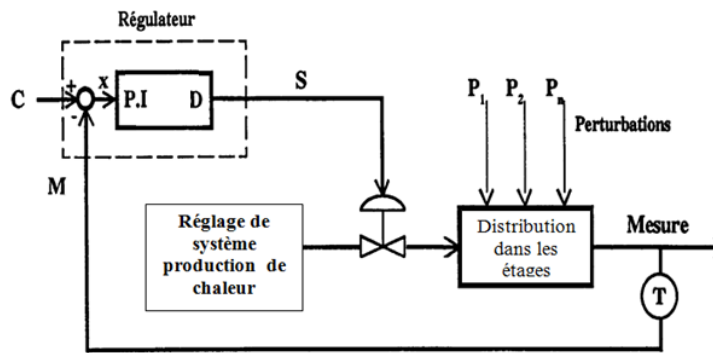 Régulateur
C
+
-
x
P.I
D
S
P1
P2
Pn
Perturbations
M
Réglage de
système
production de
chaleur
Distribution
dans les
étages
Mesure
T